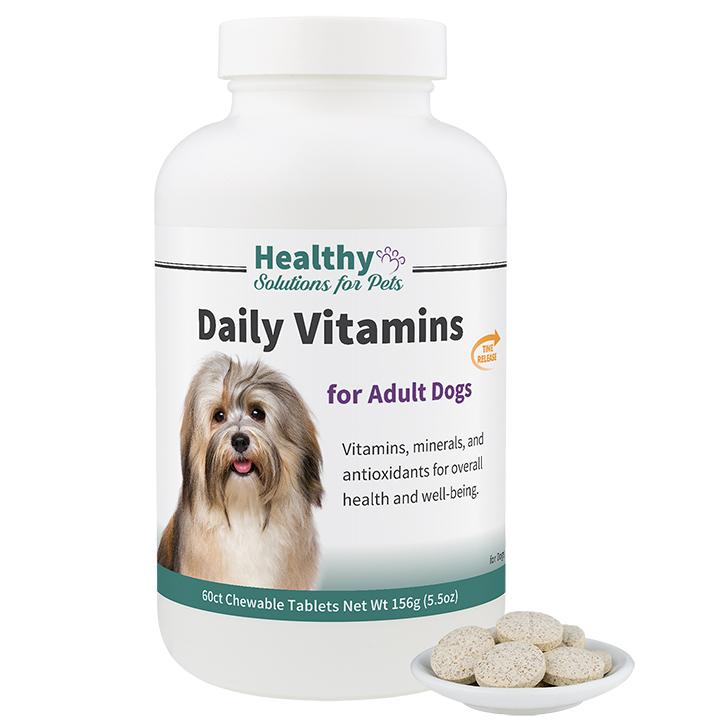 Healthy
Solutions for Pets
Daily Vitamins
TIME
RELEASE
for Adult Dogs
Vitamins, minerals, and
antioxidants for overall
health and well-being.
for Dogs
60ct Chewable Tablets Net Wt 156g (5.5oz)